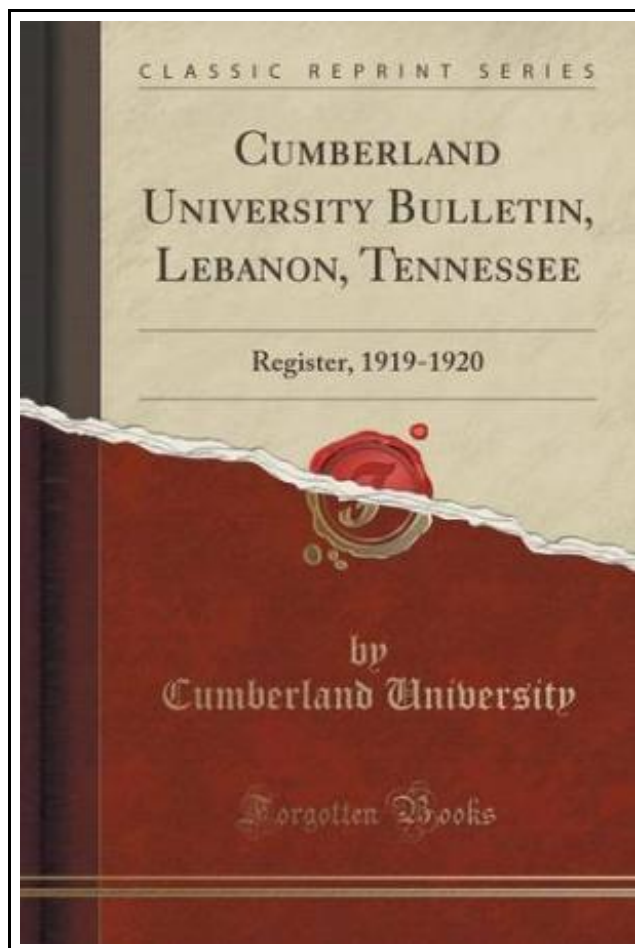 CLASSIC REPRINT SERIES
CUMBERLAND
UNIVERSITY BULLETIN,
LEBANON, TENNESSEE
Register, 1919-1920
F
by
Cumberland University
Forgotten Books